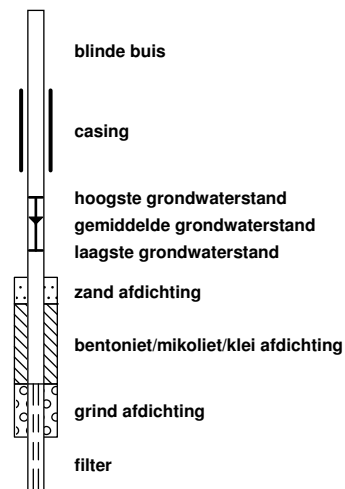 blinde buis
casing
hoogste grondwaterstand
gemiddelde grondwaterstand
laagste grondwaterstand
zand afdichting
bentoniet/mikoliet/klei afdichting
grind afdichting
filter